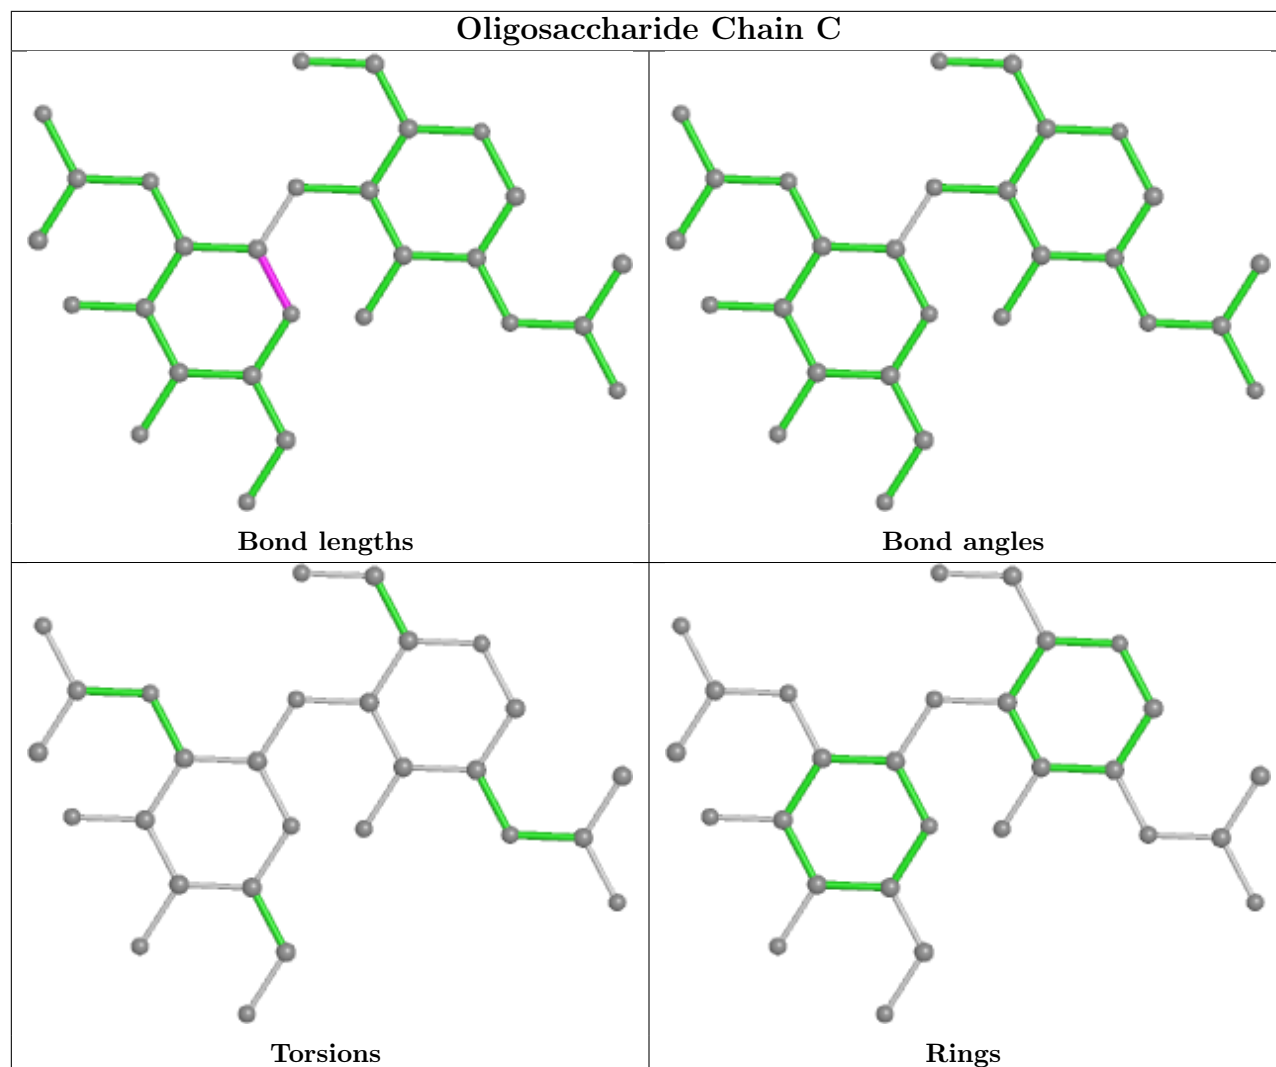 Oligosaccharide Chain C
Bond lengths
Bond angles
Torsions
Rings